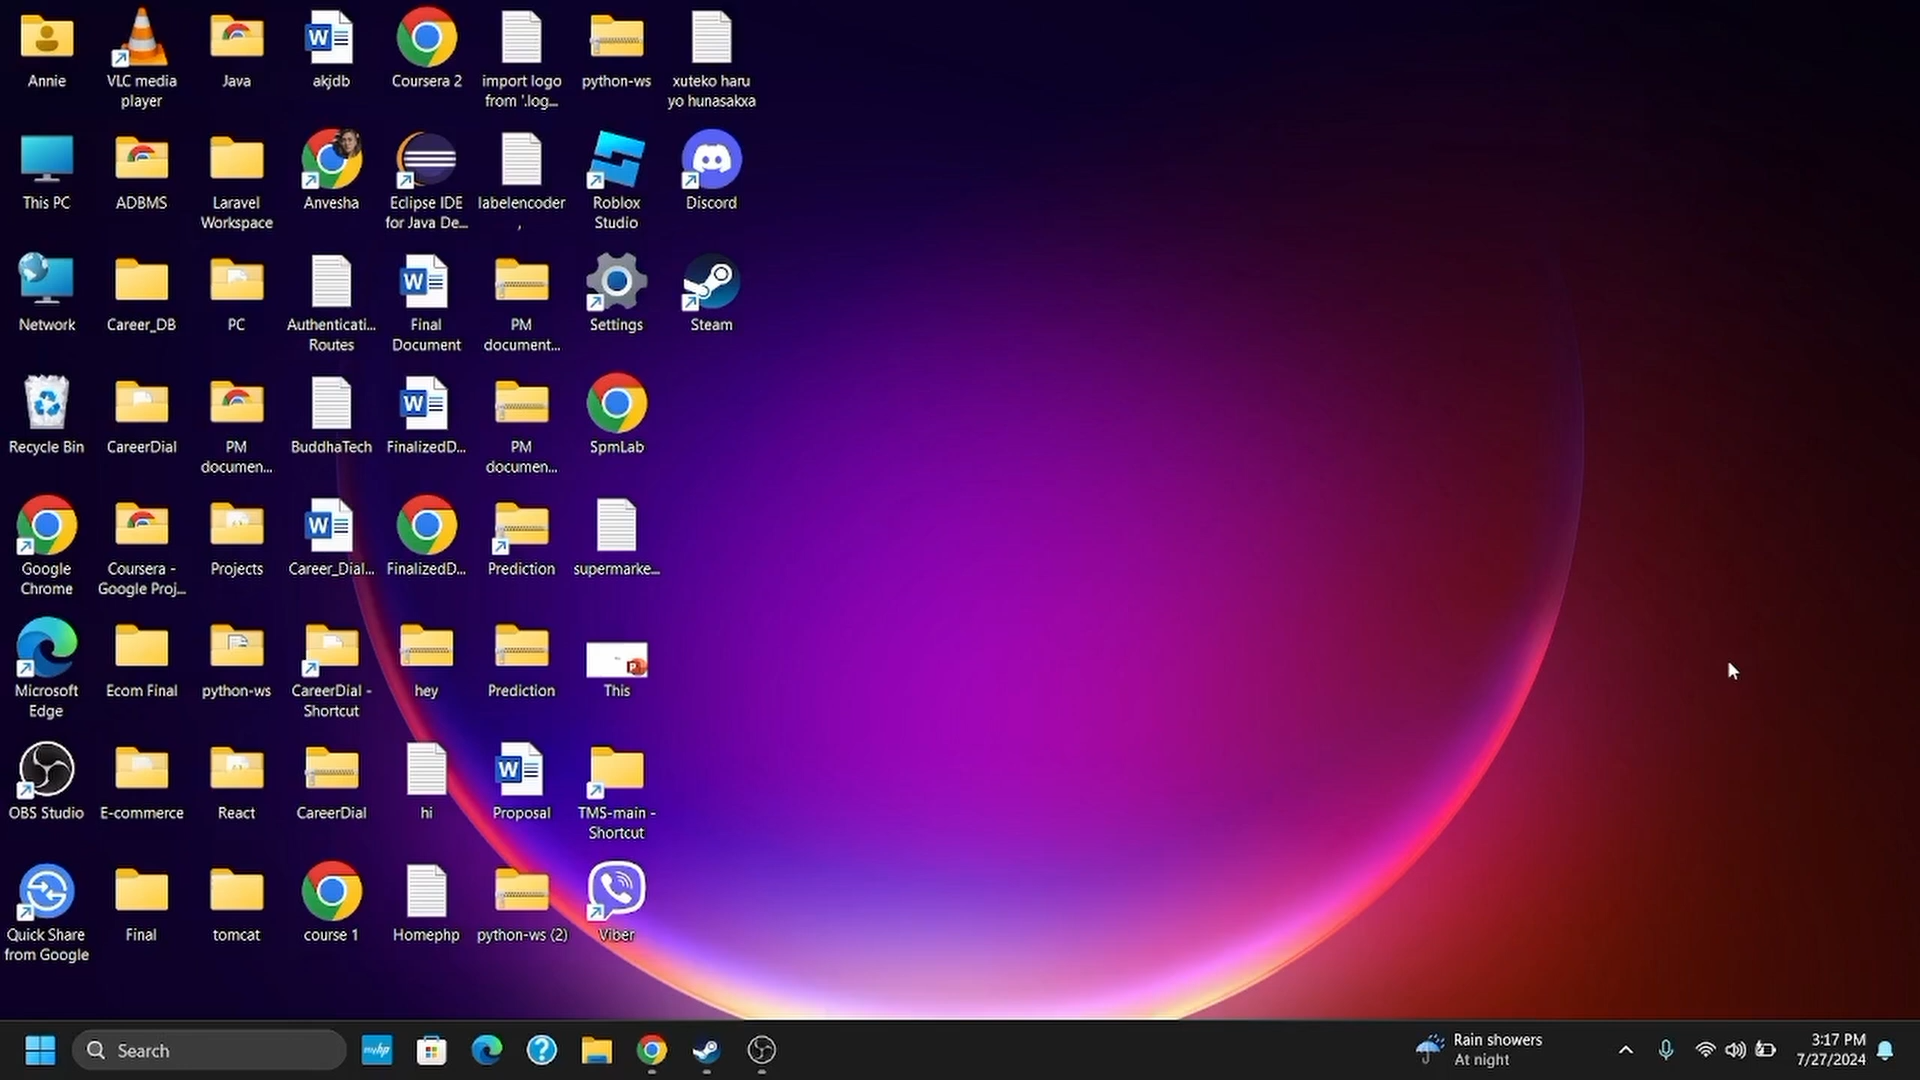 Annie
VLC media
player
Java
akjdb
Coursera 2
import logo
from '.log...
python-ws
xuteko haru
yo hunasakxa
This PC
ADBMS
Laravel
Workspace
Anvesha
Eclipse IDE
for Java De...
labelencoder
,
Roblox
Studio
Discord
Network
Career_DB
PC
Authenticati...
Routes
Final
Document
PM
document...
Settings
Steam
Recycle Bin
CareerDial
PM
documen...
BuddhaTech
FinalizedD...
PM
documen...
SpmLab
Google
Chrome
Coursera -
Google Proj...
Projects
Career_Dial...
FinalizedD...
Prediction
supermarke...
Microsoft
Edge
Ecom Final
python-ws
CareerDial -
Shortcut
hey
Prediction
This
OBS Studio
E-commerce
React
CareerDial
hi
Proposal
TMS-main -
Shortcut
Quick Share
from Google
Final
tomcat
course 1
Homephp
python-ws (2)
Viber
Search
myhp
Rain showers
At night
3:17 PM
7/27/2024